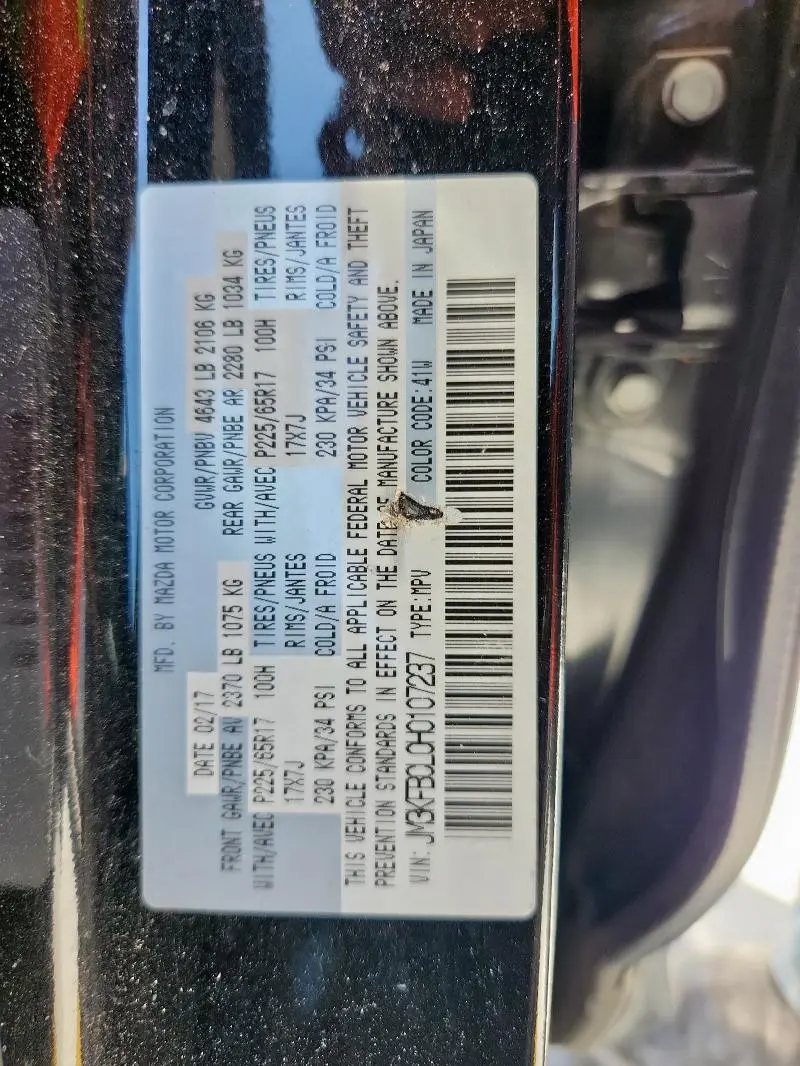 MFD. BY MAZDA MOTOR CORPORATION
DATE 02/17 GVWR/PNBV 4643 LB 2106 KG
FRONT GAWR/PNBE AV 2370 LB 1075 KG REAR GAWR/PNBE AR 2280 LB 1034 KG
WITH/AVEC P225/65R17 100H TIRES/PNEUS WITH/AVEC P225/65R17 100H TIRES/PNEUS
17X7J RIMS/JANTES 17X7J RIMS/JANTES
230 KPA/34 PSI COLD/A FROID 230 KPA/34 PSI COLD/A FROID
THIS VEHICLE CONFORMS TO ALL APPLICABLE FEDERAL MOTOR VEHICLE SAFETY AND THEFT
PREVENTION STANDARDS IN EFFECT ON THE DATE OF MANUFACTURE SHOWN ABOVE.
VIN: JM3KFBCL0H0107237 TYPE:MPV COLOR CODE:41W MADE IN JAPAN